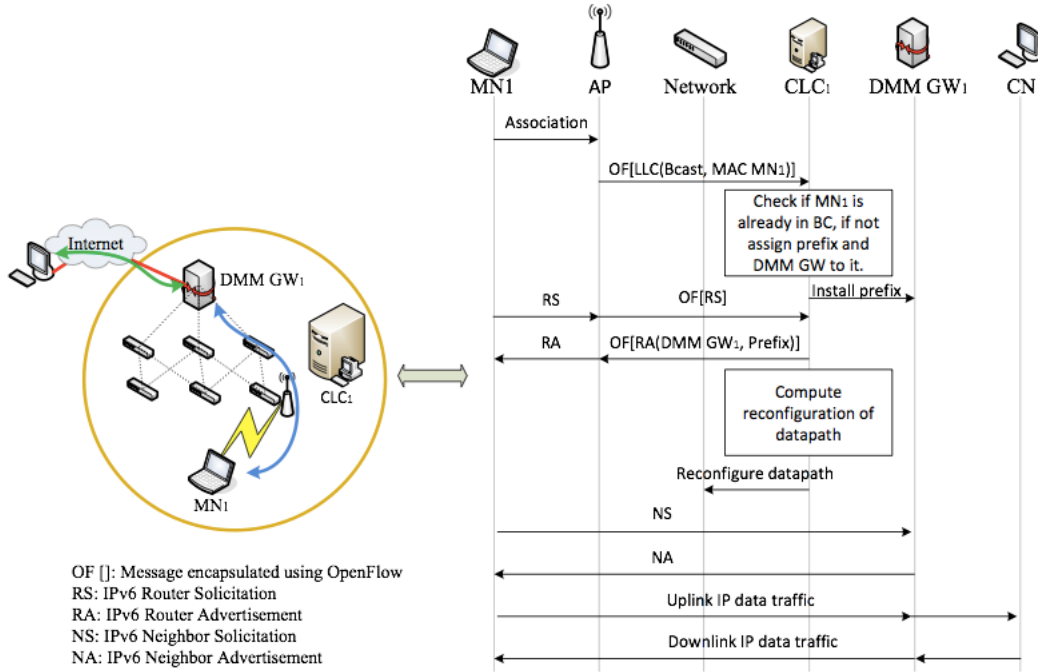 MN1
AP
Network
CLC1
DMM GW1
CN
Association
OF[LLC(Bcast, MAC MN1)]
Check if MN1 is
already in BC, if not
assign prefix and
DMM GW to it.
Install prefix
RS
OF[RS]
RA
OF[RA(DMM GW1, Prefix)]
Compute
reconfiguration of
datapath
Reconfigure datapath
NS
NA
Uplink IP data traffic
Downlink IP data traffic
Internet
DMM GW1
CLC1
MN1
OF []: Message encapsulated using OpenFlow
RS: IPv6 Router Solicitation
RA: IPv6 Router Advertisement
NS: IPv6 Neighbor Solicitation
NA: IPv6 Neighbor Advertisement